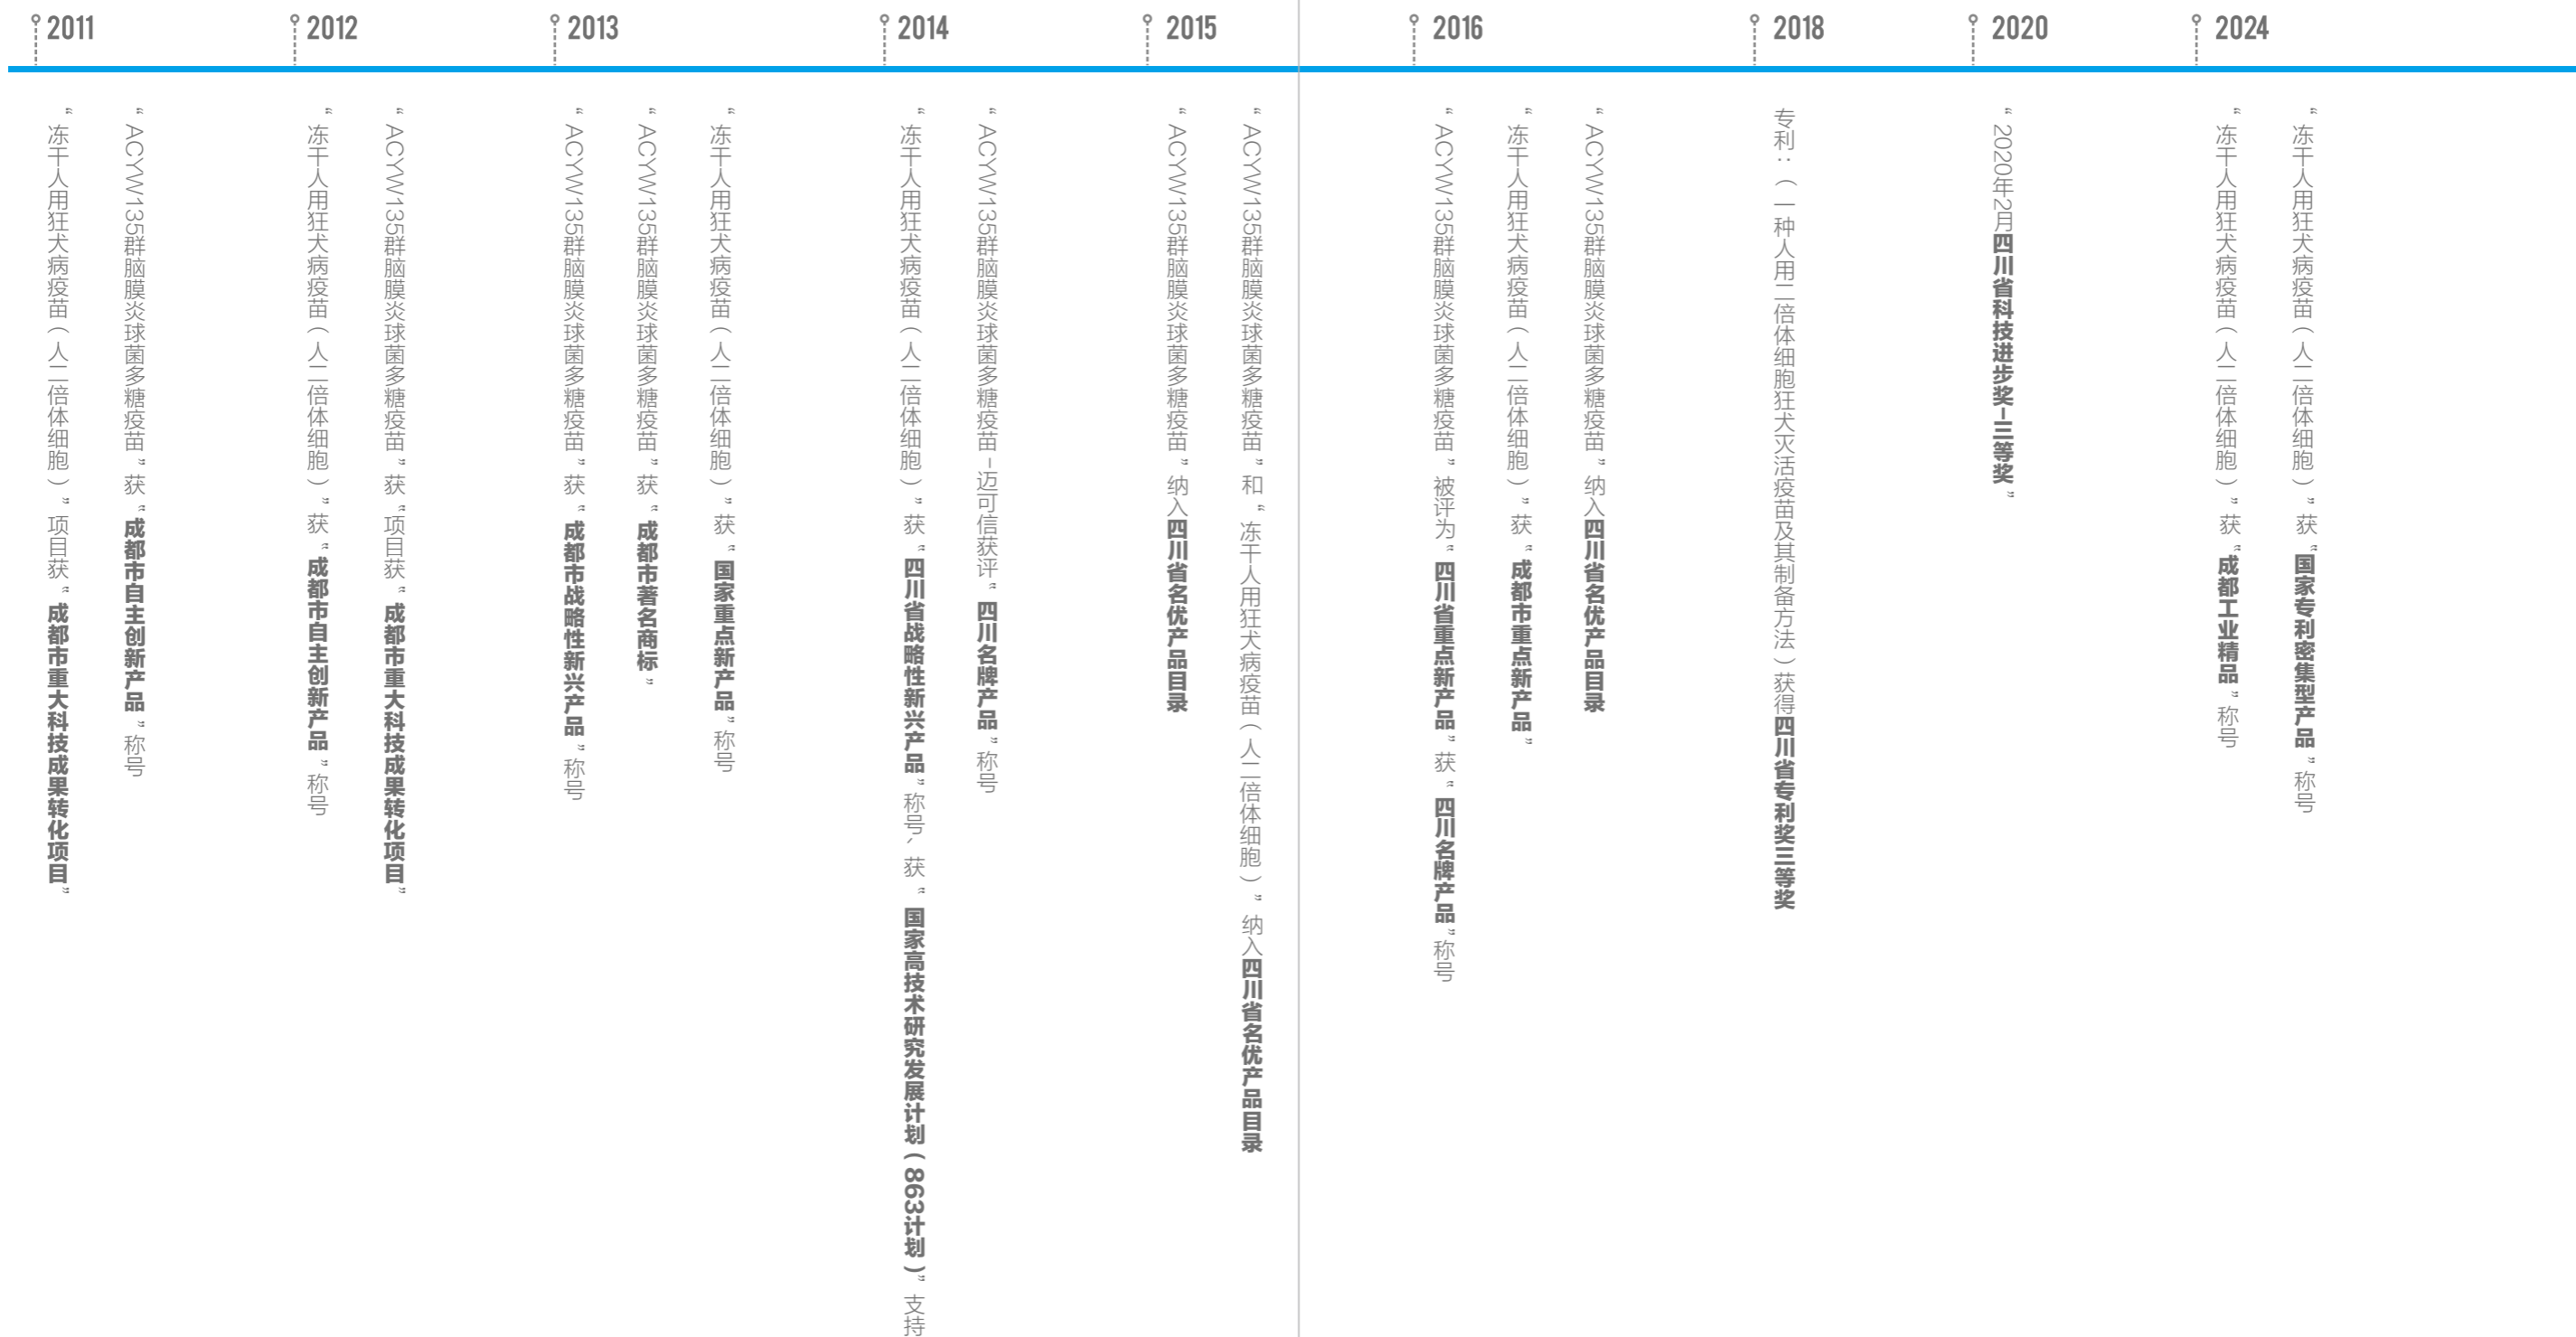 2011
“冻干人用狂犬病疫苗（人二倍体细胞）”项目获“成都市重大科技成果转化项目”
“ACYW135群脑膜炎球菌多糖疫苗”获“成都市自主创新产品”称号
2012
“冻干人用狂犬病疫苗（人二倍体细胞）”获“成都市自主创新产品”称号
“ACYW135群脑膜炎球菌多糖疫苗”获“项目获“成都市重大科技成果转化项目”
2013
“ACYW135群脑膜炎球菌多糖疫苗”获“成都市战略性新兴产品”称号
“ACYW135群脑膜炎球菌多糖疫苗”获“成都市著名商标”
“冻干人用狂犬病疫苗（人二倍体细胞）”获“国家重点新产品”称号
2014
“冻干人用狂犬病疫苗（人二倍体细胞）”获“四川省战略性新兴产品”称号、获“国家高技术研究发展计划（863计划）”支持
“ACYW135群脑膜炎球菌多糖疫苗-迈可信获评“四川名牌产品”称号
2015
“ACYW135群脑膜炎球菌多糖疫苗”纳入四川省名优产品目录
“ACYW135群脑膜炎球菌多糖疫苗”和“冻干人用狂犬病疫苗（人二倍体细胞）”纳入四川省名优产品目录
2016
“ACYW135群脑膜炎球菌多糖疫苗”被评为“四川省重点新产品”获“四川名牌产品”称号
“冻干人用狂犬病疫苗（人二倍体细胞）”获“成都市重点新产品”
“ACYW135群脑膜炎球菌多糖疫苗”纳入四川省名优产品目录
2018
专利：（一种人用二倍体细胞狂犬灭活疫苗及其制备方法）获得四川省专利奖三等奖
2020
“2020年2月四川省科技进步奖-三等奖”
2024
“冻干人用狂犬病疫苗（人二倍体细胞）”获“成都工业精品”称号
“冻干人用狂犬病疫苗（人二倍体细胞）”获“国家专利密集型产品”称号